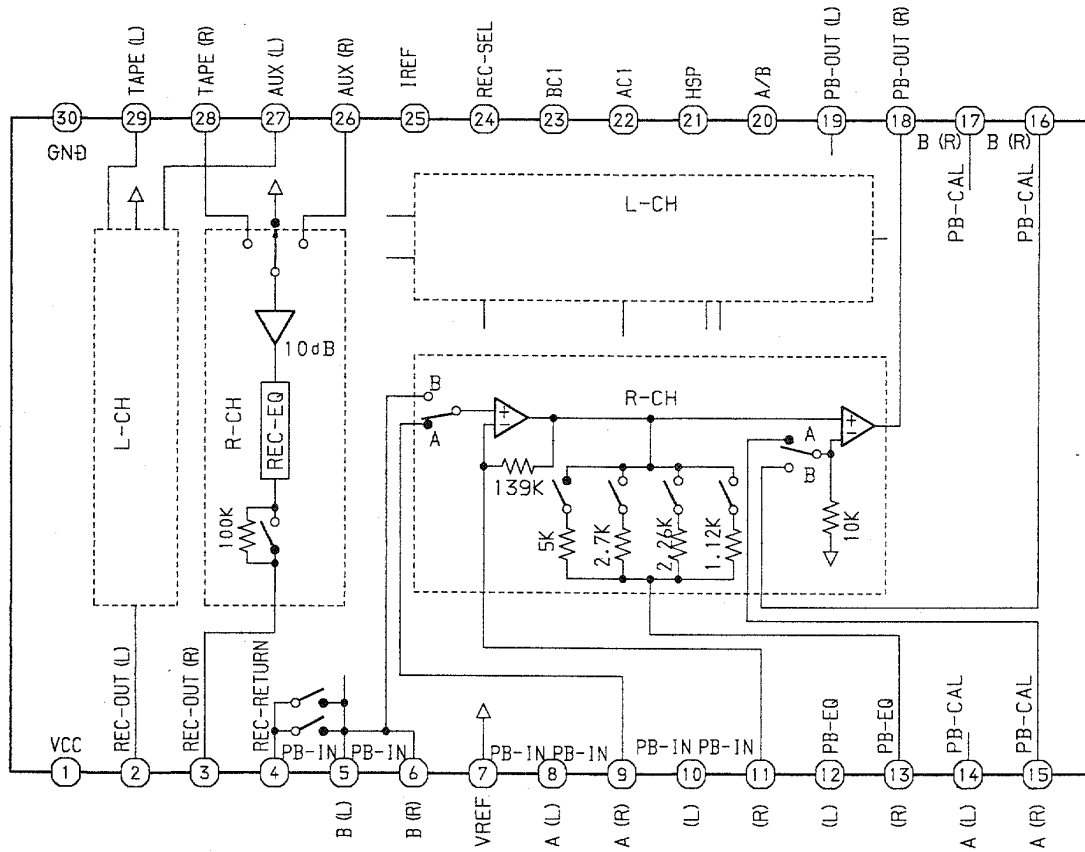 TAPE (L)
TAPE (R)
AUX (L)
AUX (R)
IREF
REC-SEL
BC1
AC1
HSP
A/B
PB-OUT (L)
PB-OUT (R)
30
29
28
27
26
25
24
23
22
21
20
19
18
17
16
GND
B (R)
B (R)
PB-CAL
PB-CAL
L-CH
L-CH
R-CH
10dB
REC-EQ
100K
B
A
R-CH
+
-
139K
5K
2.7K
2.26K
1.12K
A
B
+
-
10K
VCC
REC-OUT (L)
REC-OUT (R)
REC-RETURN
PB-IN
PB-IN
PB-IN
PB-IN
PB-IN
PB-IN
PB-EQ
PB-EQ
PB-CAL
PB-CAL
1
2
3
4
5
6
7
8
9
10
11
12
13
14
15
B (L)
B (R)
VREF
A (L)
A (R)
(L)
(R)
(L)
(R)
A (L)
A (R)